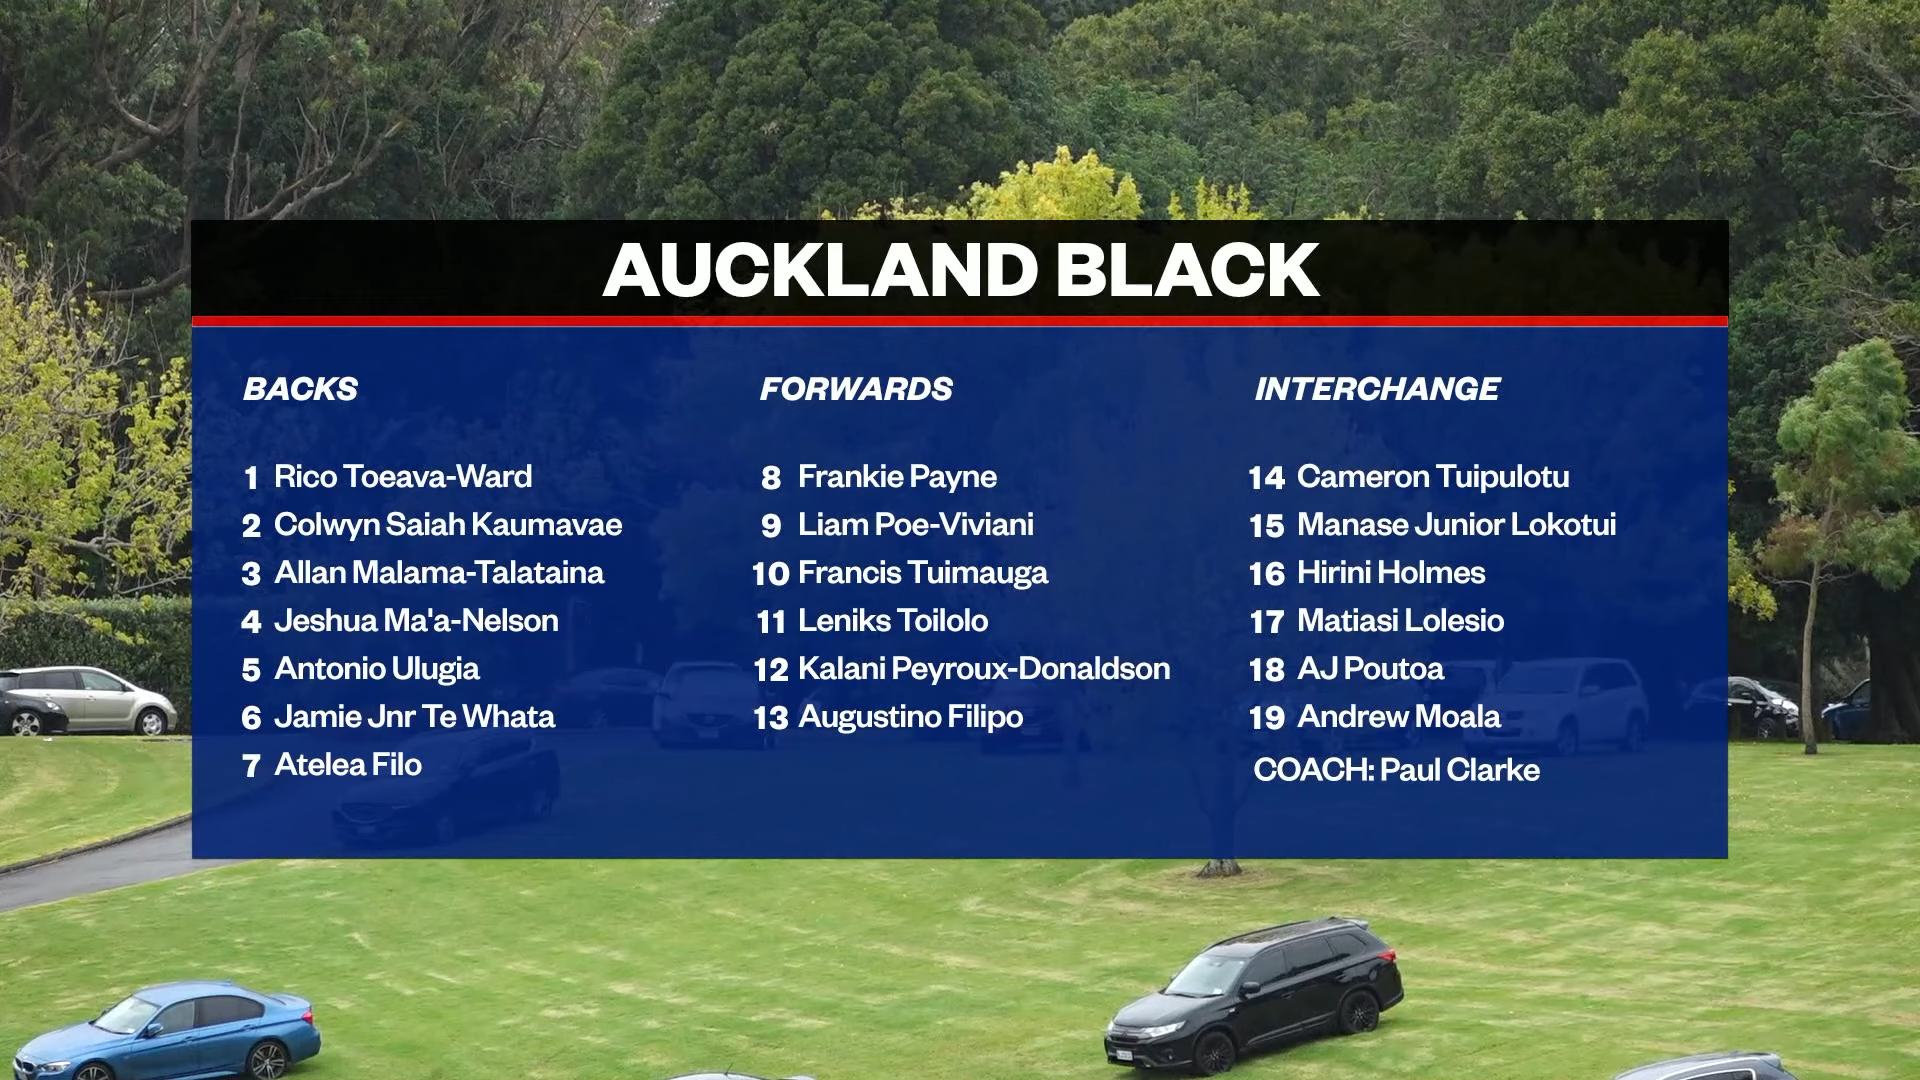 AUCKLAND BLACK
BACKS
1 Rico Toeava-Ward
2 Colwyn Saiah Kaumavae
3 Allan Malama-Talataina
4 Jeshua Ma'a-Nelson
5 Antonio Ulugia
6 Jamie Jnr Te Whata
7 Atelea Filo
FORWARDS
8 Frankie Payne
9 Liam Poe-Viviani
10 Francis Tuimauga
11 Leniks Toilolo
12 Kalani Peyroux-Donaldson
13 Augustino Filipo
INTERCHANGE
14 Cameron Tuipulotu
15 Manase Junior Lokotui
16 Hirini Holmes
17 Matiasi Lolesio
18 AJ Poutoa
19 Andrew Moala
COACH: Paul Clarke